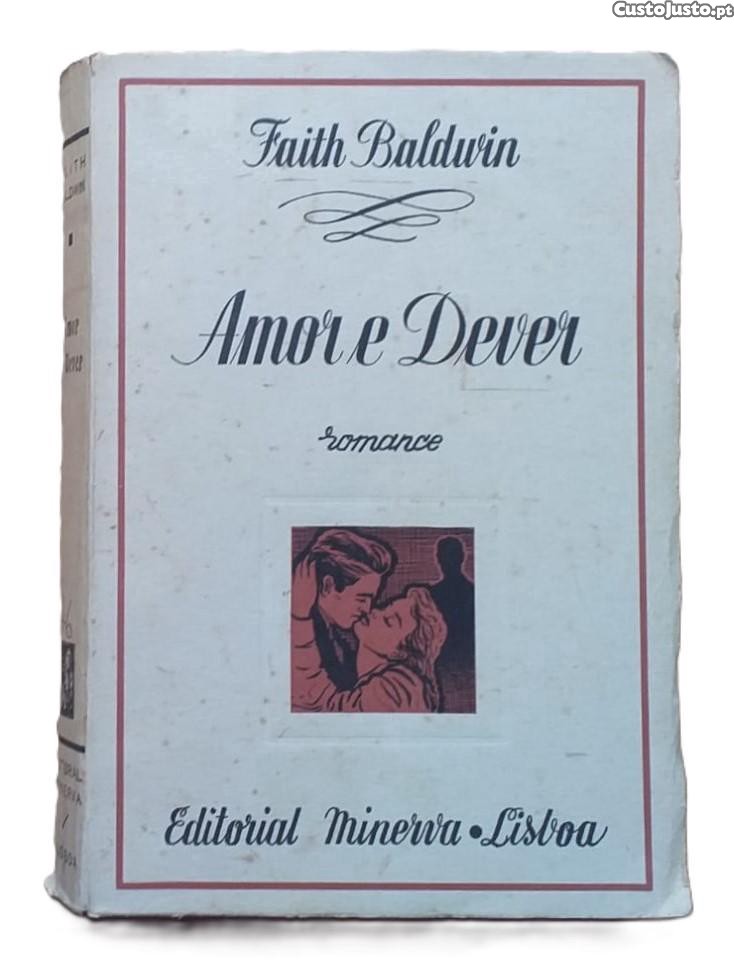 CustoJusto.pt
Faith Baldwin
Amor e Dever
romance
Editorial Minerva • Lisboa